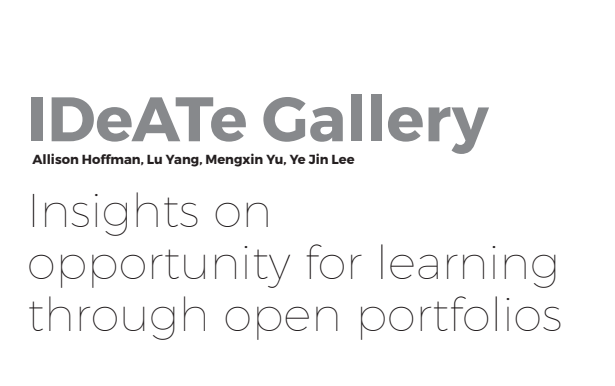 IDeATe Gallery
Allison Hoffman, Lu Yang, Mengxin Yu, Ye Jin Lee
Insights on
opportunity for learning
through open portfolios